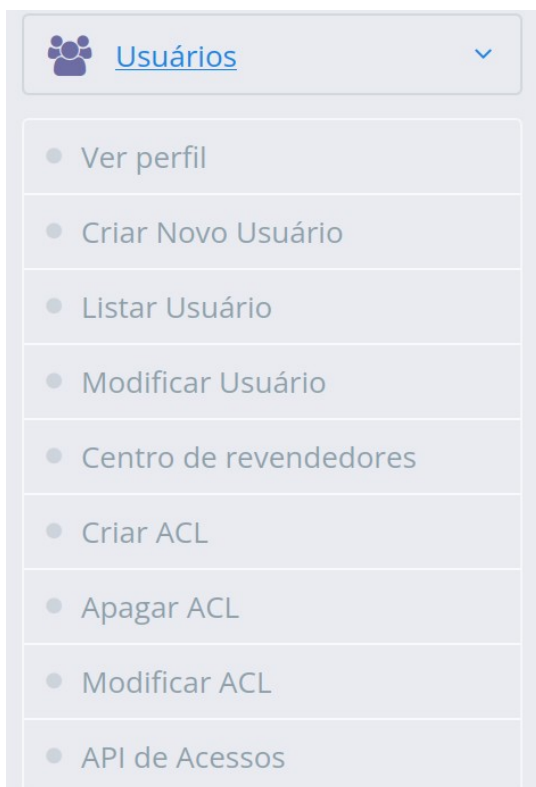 Usuários
Ver perfil
Criar Novo Usuário
Listar Usuário
Modificar Usuário
Centro de revendedores
Criar ACL
Apagar ACL
Modificar ACL
API de Acessos